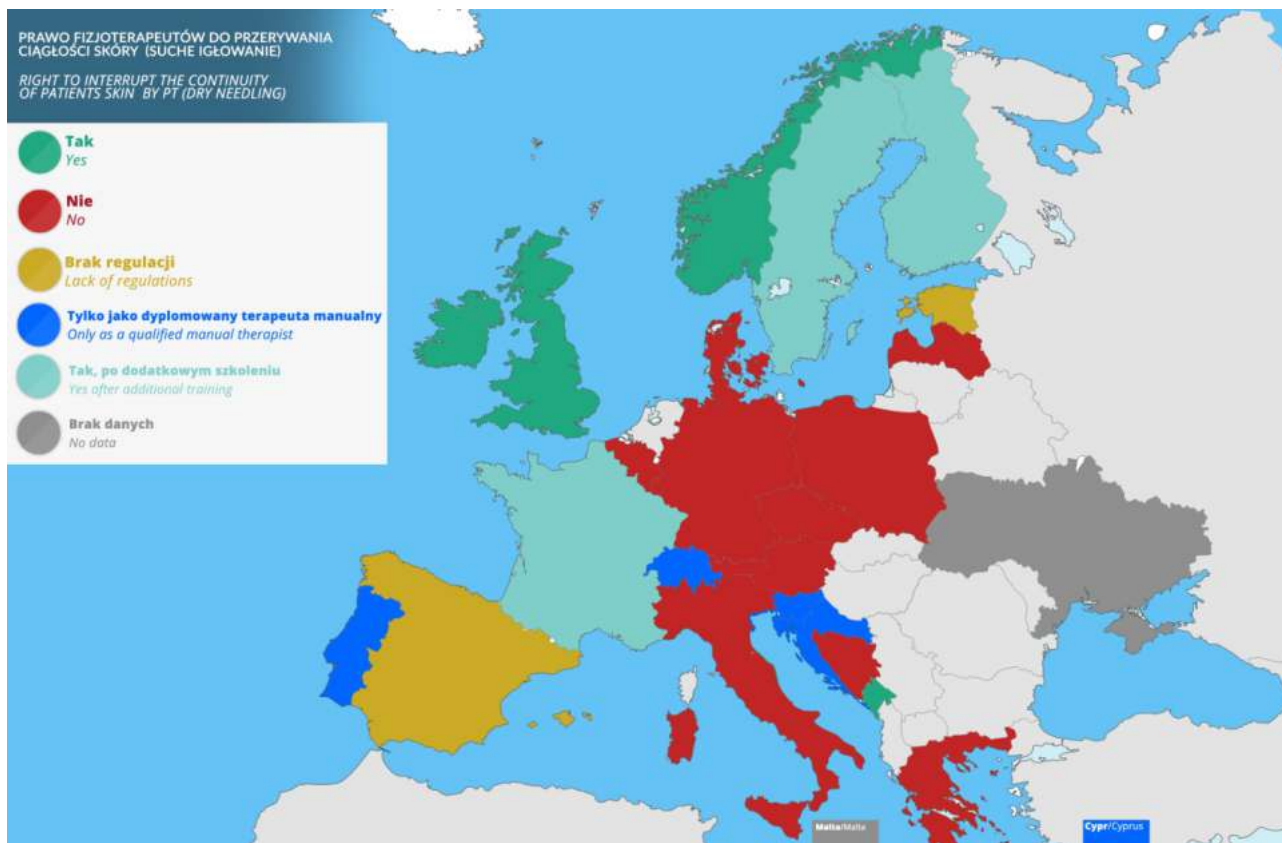 PRAWO FIZJOTERAPEUTÓW DO PRZERYWANIA
CIĄGŁOŚCI SKÓRY (SUCHE IGŁOWANIE)
RIGHT TO INTERRUPT THE CONTINUITY
OF PATIENTS SKIN BY PT (DRY NEEDLING)
Tak
Yes
Nie
No
Brak regulacji
Lack of regulations
Tylko jako dyplomowany terapeuta manualny
Only as a qualified manual therapist
Tak, po dodatkowym szkoleniu
Yes after additional training
Brak danych
No data
Malta/Malta
Cypr/Cyprus